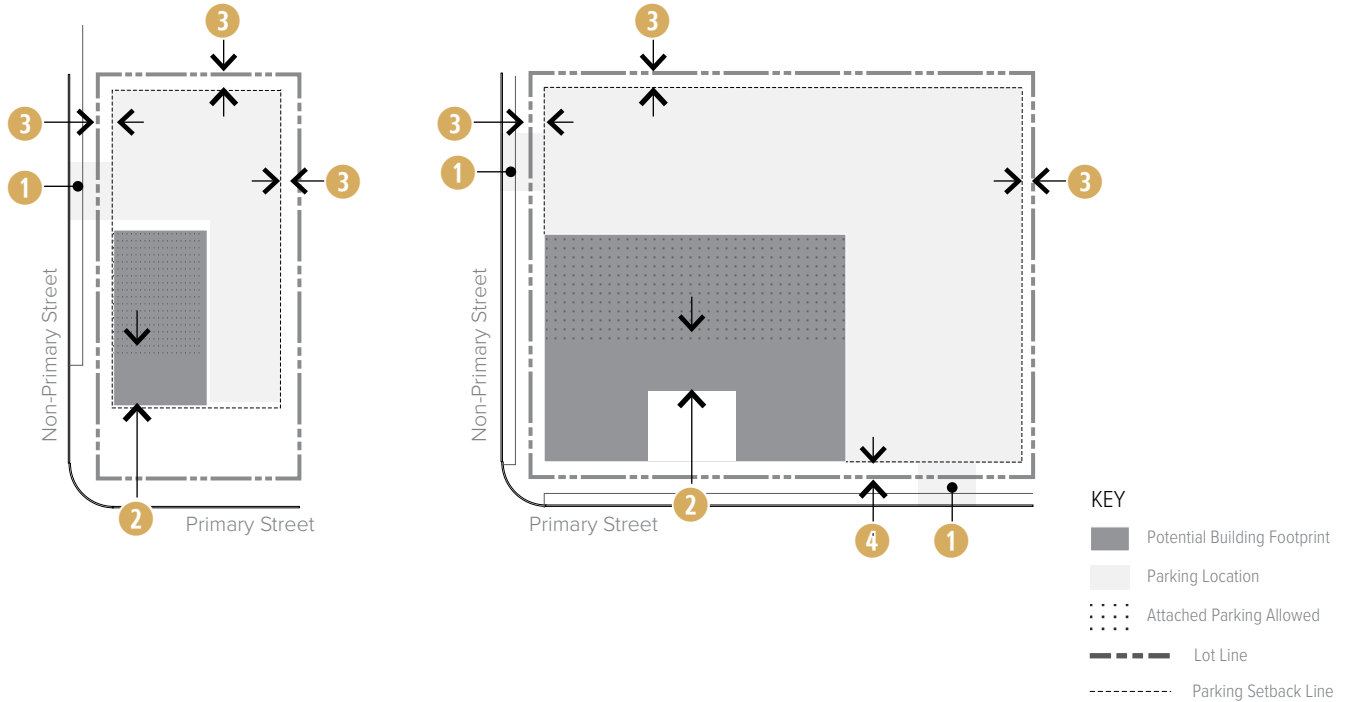 3
3
3
3
1
1
3
3
Non-Primary Street
Non-Primary Street
2
Primary Street
2
Primary Street
4
1
KEY
Potential Building Footprint
Parking Location
Attached Parking Allowed
Lot Line
Parking Setback Line